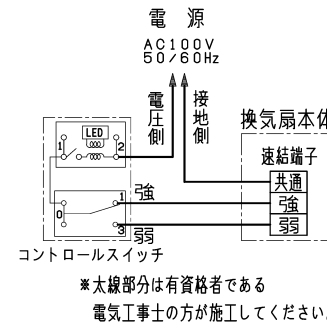 電源
AC100V
50/60Hz
電圧側
接地側
換気扇本体
速結端子
共通
強
弱
LED
1
2
0
1
3
強
弱
コントロールスイッチ
※太線部分は有資格者である
電気工事士の方が施工してください。